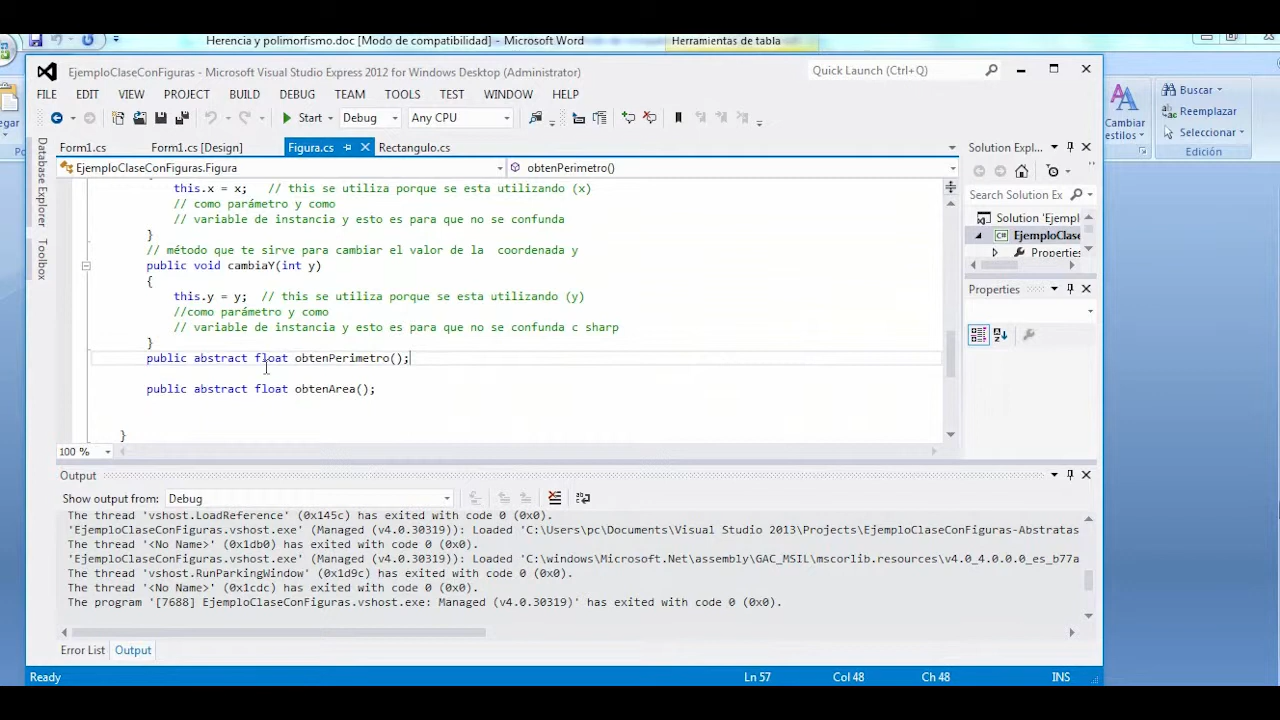 Herencia y polimorfismo.doc [Modo de compatibilidad] - Microsoft Word
Herramientas de tabla
EjemploClaseConFiguras - Microsoft Visual Studio Express 2012 for Windows Desktop (Administrator)
Quick Launch (Ctrl+Q)
FILE EDIT VIEW PROJECT BUILD DEBUG TEAM TOOLS TEST WINDOW HELP
Buscar
Reemplazar
Cambiar
estilos
Seleccionar
Edición
Start Debug Any CPU
Form1.cs Form1.cs [Design] Figura.cs Rectangulo.cs
EjemploClaseConFiguras.Figura obtenPerimetro()
Database Explorer
Toolbox
this.x = x; // this se utiliza porque se esta utilizando (x)
// como parámetro y como
// variable de instancia y esto es para que no se confunda
}
// método que te sirve para cambiar el valor de la coordenada y
public void cambiaY(int y)
{
this.y = y; // this se utiliza porque se esta utilizando (y)
//como parámetro y como
// variable de instancia y esto es para que no se confunda c sharp
}
public abstract float obtenPerimetro();
public abstract float obtenArea();
}
100 %
Solution Expl...
Search Solution Ex
Solution 'Ejempl
EjemploClase
Properties
Properties
Output
Show output from: Debug
The thread 'vshost.LoadReference' (0x145c) has exited with code 0 (0x0).
'EjemploClaseConFiguras.vshost.exe' (Managed (v4.0.30319)): Loaded 'C:\Users\pc\Documents\Visual Studio 2013\Projects\EjemploClaseConFiguras-Abstratas
The thread '<No Name>' (0x1db0) has exited with code 0 (0x0).
'EjemploClaseConFiguras.vshost.exe' (Managed (v4.0.30319)): Loaded 'C:\windows\Microsoft.Net\assembly\GAC_MSIL\mscorlib.resources\v4.0_4.0.0.0_es_b77a
The thread 'vshost.RunParkingWindow' (0x1d9c) has exited with code 0 (0x0).
The thread '<No Name>' (0x1cdc) has exited with code 0 (0x0).
The program '[7688] EjemploClaseConFiguras.vshost.exe: Managed (v4.0.30319)' has exited with code 0 (0x0).
Error List Output
Ready Ln 57 Col 48 Ch 48 INS